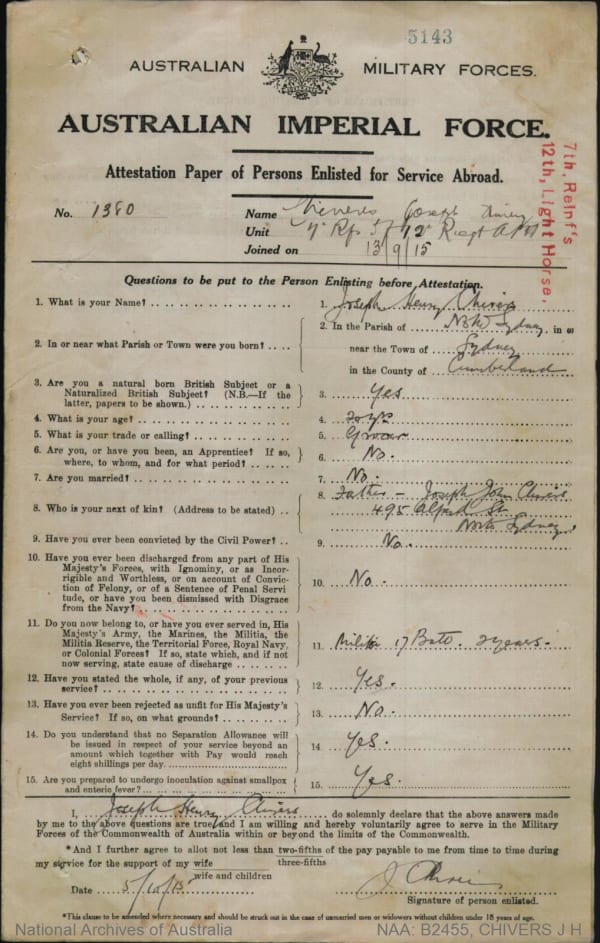 5143
AUSTRALIAN MILITARY FORCES.
AUSTRALIAN IMPERIAL FORCE.
7th, Reinf's
12th, Light Horse,
Attestation Paper of Persons Enlisted for Service Abroad.
No. 1380
Name Chivers Joseph Henry
Unit 7 Rfs 12
Joined on 13/9/15
Questions to be put to the Person Enlisting before Attestation.
1. What is your Name? .. 1. Joseph Henry Chivers
2. In or near what Parish or Town were you born? .. 2. In the Parish of North Sydney, in or
near the Town of Sydney
in the County of Cumberland
3. Are you a natural born British Subject or a
Naturalized British Subject? (N.B.—If the
latter, papers to be shown.) .. 3. Yes
4. What is your age? .. 4.
5. What is your trade or calling? .. 5. Grocer
6. Are you, or have you been, an Apprentice? If so,
where, to whom, and for what period? .. 6. No.
7. Are you married? .. 7. No.
8. Who is your next of kin? (Address to be stated) .. 8. Father – Joseph John Chivers
495 Alfred St
North Sydney
9. Have you ever been convicted by the Civil Power? .. 9. No.
10. Have you ever been discharged from any part of His
Majesty's Forces, with Ignominy, or as Incor-
rigible and Worthless, or on account of Convic-
tion of Felony, or of a Sentence of Penal Servi-
tude, or have you been dismissed with Disgrace
from the Navy? .. 10. No.
11. Do you now belong to, or have you ever served in, His
Majesty's Army, the Marines, the Militia, the
Militia Reserve, the Territorial Force, Royal Navy,
or Colonial Forces? If so, state which, and if not
now serving, state cause of discharge .. 11. Militia 17 Batt. 2 years.
12. Have you stated the whole, if any, of your previous
service? .. 12. Yes.
13. Have you ever been rejected as unfit for His Majesty's
Service? If so, on what grounds? .. 13. No.
14. Do you understand that no Separation Allowance will
be issued in respect of your service beyond an
amount which together with Pay would reach
eight shillings per day. .. 14. Yes.
15. Are you prepared to undergo inoculation against smallpox
and enteric fever? .. 15. Yes.
I, Joseph Henry Chivers do solemnly declare that the above answers made
by me to the above questions are true, and I am willing and hereby voluntarily agree to serve in the Military
Forces of the Commonwealth of Australia within or beyond the limits of the Commonwealth.
*And I further agree to allot not less than two-fifths of the pay payable to me from time to time during
three-fifths
my service for the support of my wife
wife and children
Date 5/10/15 J Chivers
Signature of person enlisted.
*This clause to be amended where necessary and should be struck out in the case of unmarried men or widowers without children under 18 years of age.
National Archives of Australia NAA: B2455, CHIVERS J H